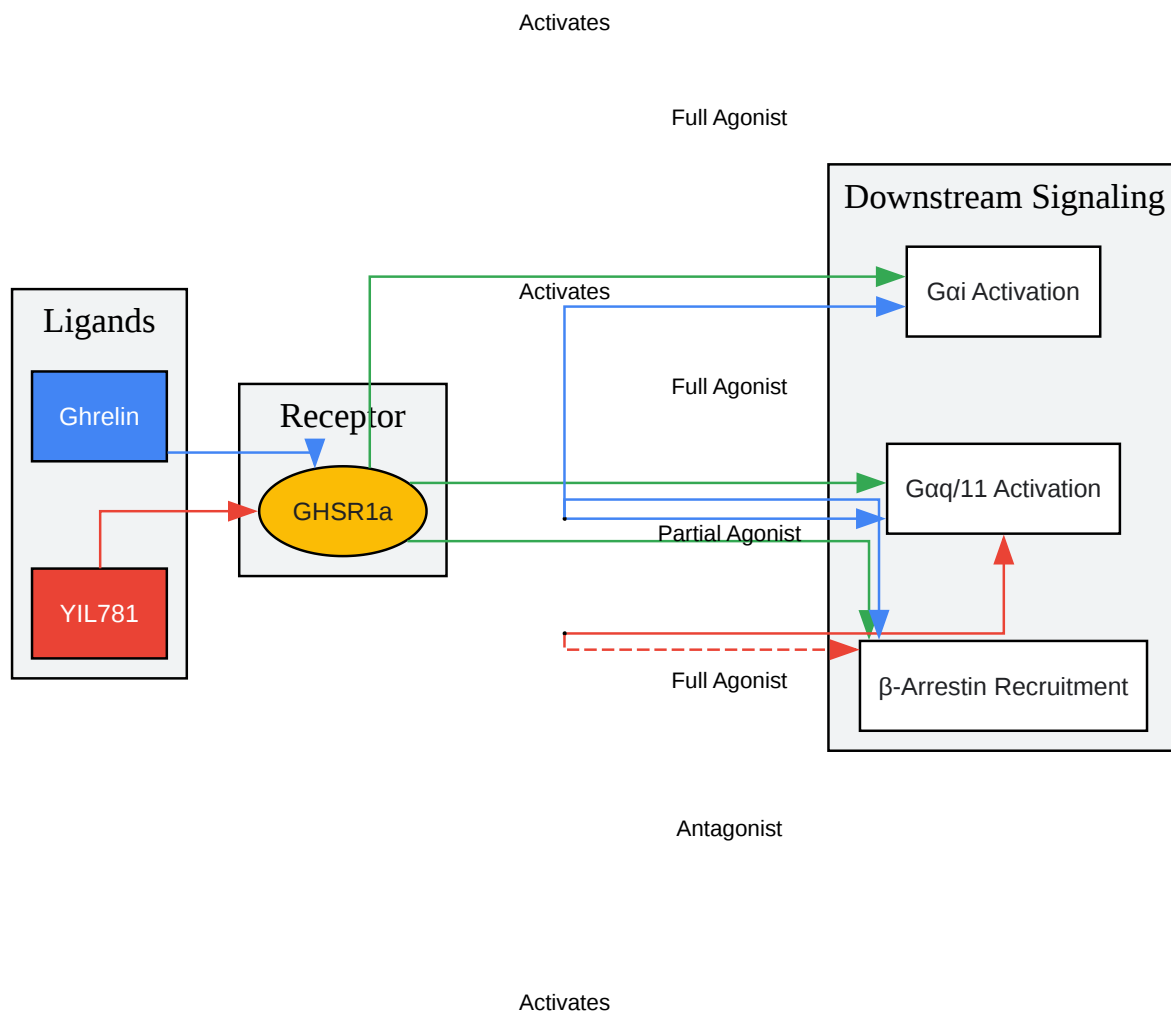 Activates
Full Agonist
Downstream Signaling
Gαi Activation
Activates
Ligands
Full Agonist
Receptor
Ghrelin
Gαq/11 Activation
GHSR1a
Partial Agonist
YIL781
Full Agonist
β-Arrestin Recruitment
Antagonist
Activates